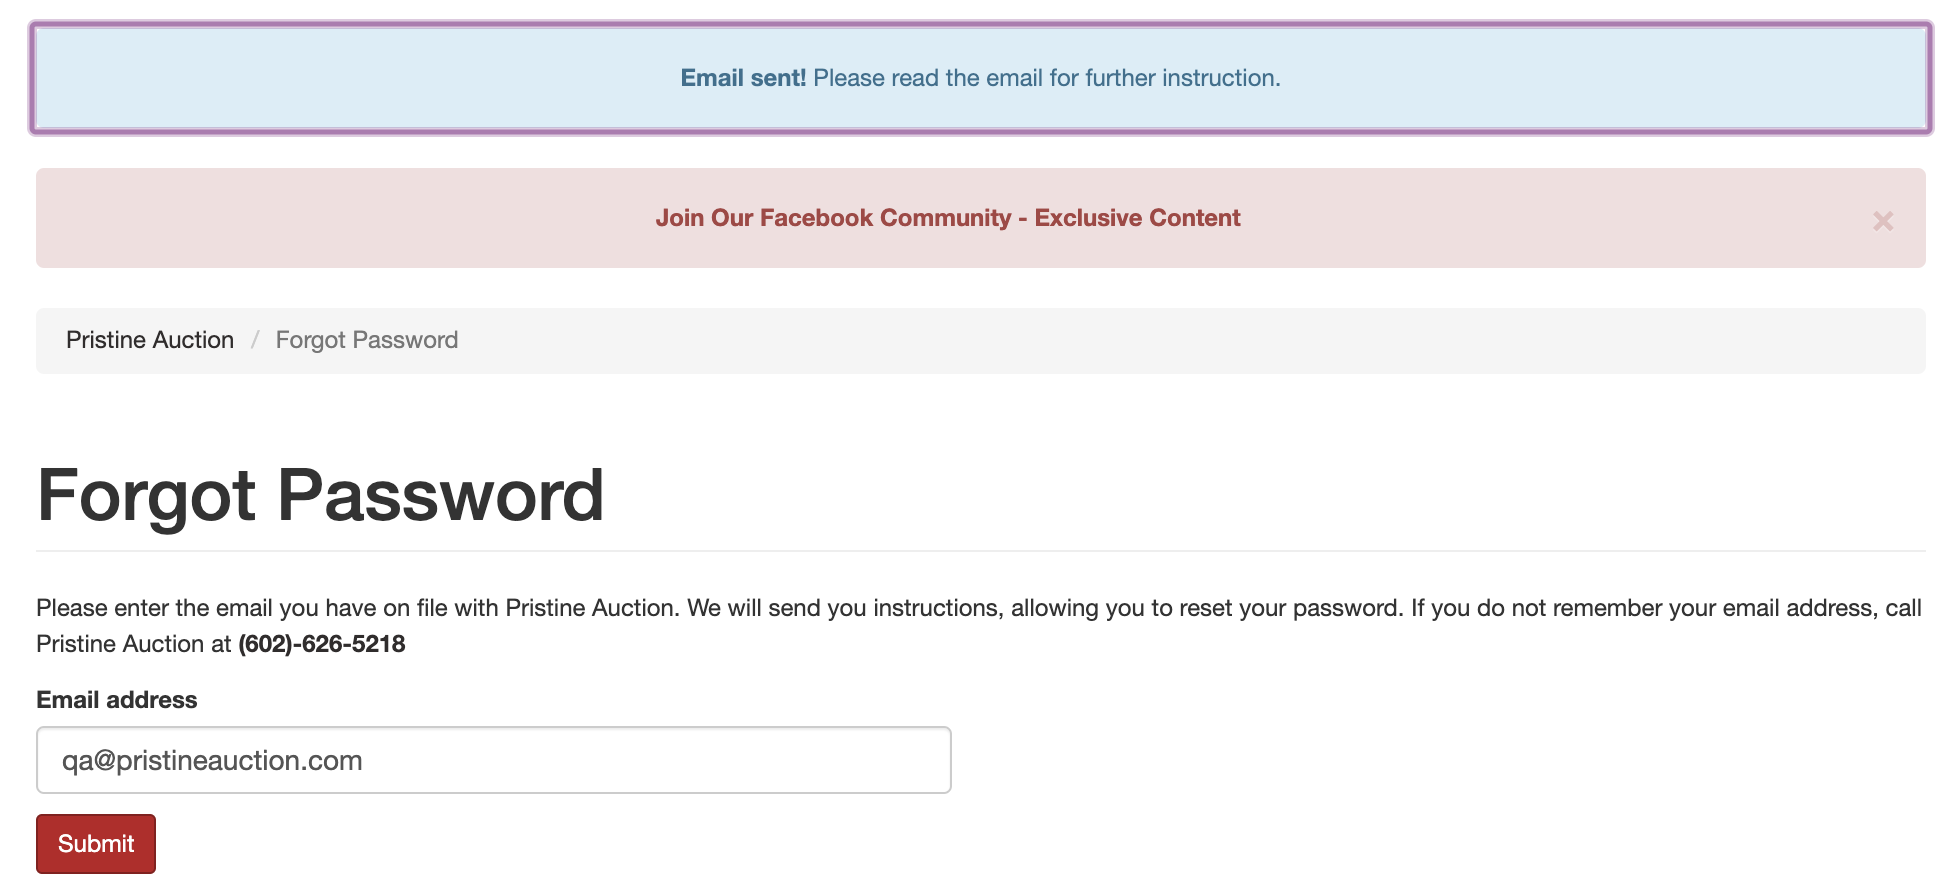 Email sent! Please read the email for further instruction.
Join Our Facebook Community - Exclusive Content
×
Pristine Auction / Forgot Password
Forgot Password
Please enter the email you have on file with Pristine Auction. We will send you instructions, allowing you to reset your password. If you do not remember your email address, call
Pristine Auction at (602)-626-5218
Email address
qa@pristineauction.com
Submit